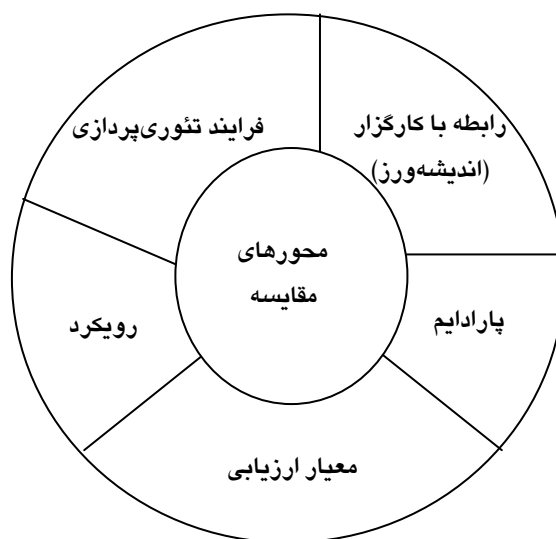 رابطه با کارگزار
(اندیشه‌ورز)
فرایند تئوری‌پردازی
محورهای
مقایسه
پارادایم
رویکرد
معیار ارزیابی